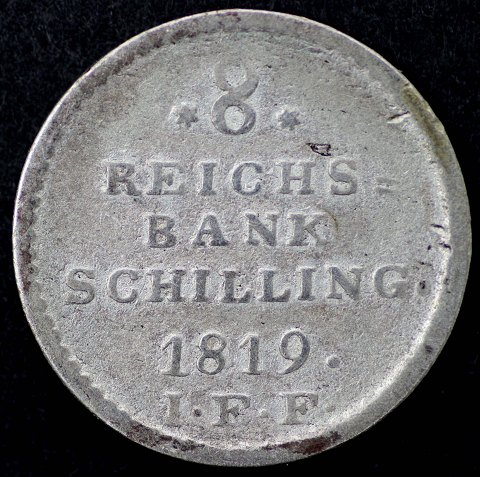 * 8 *
REICHS=
BANK
SCHILLING.
1819.
I·F·F·